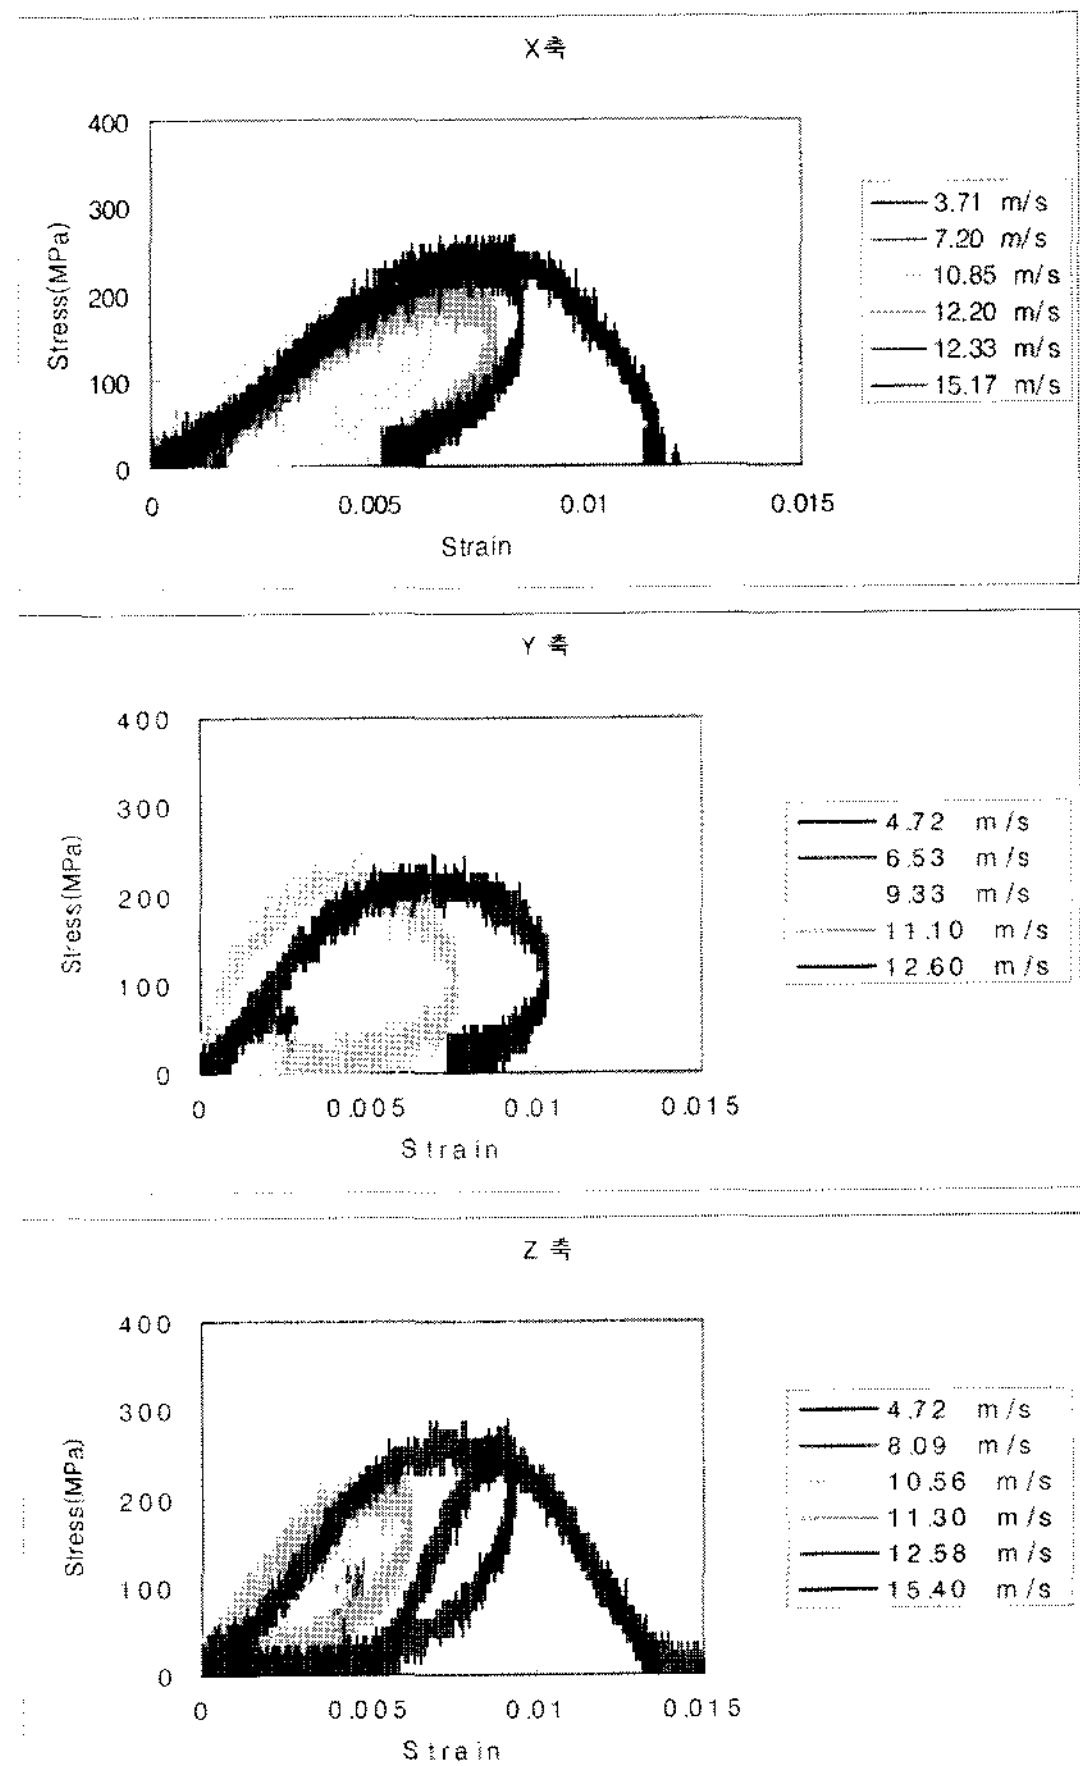 X축
400
300
200
100
0
Stress(MPa)
0 0.005 0.01 0.015
Strain
3.71 m/s
7.20 m/s
10.85 m/s
12.20 m/s
12.33 m/s
15.17 m/s
Y 축
400
300
200
100
0
Stress(MPa)
0 0.005 0.01 0.015
Strain
4.72 m/s
6.53 m/s
9.33 m/s
11.10 m/s
12.60 m/s
Z 축
400
300
200
100
0
Stress(MPa)
0 0.005 0.01 0.015
Strain
4.72 m/s
8.09 m/s
10.56 m/s
11.30 m/s
12.58 m/s
15.40 m/s